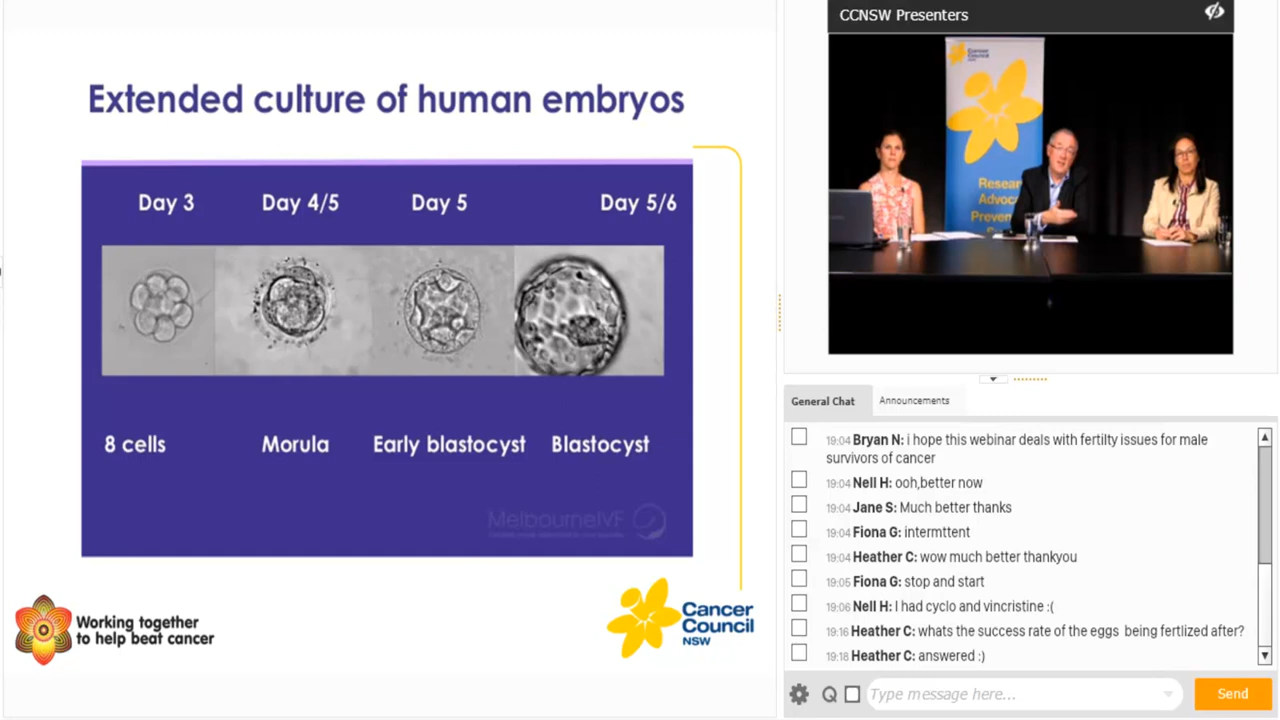 Extended culture of human embryos
Day 3
Day 4/5
Day 5
Day 5/6
8 cells
Morula
Early blastocyst
Blastocyst
MelbourneIVF
Working together
to help beat cancer
Cancer
Council
NSW
CCNSW Presenters
Cancer
Council
General Chat
Announcements
19:04 Bryan N: i hope this webinar deals with fertilty issues for male
survivors of cancer
19:04 Nell H: ooh,better now
19:04 Jane S: Much better thanks
19:04 Fiona G: intermttent
19:04 Heather C: wow much better thankyou
19:05 Fiona G: stop and start
19:06 Nell H: I had cyclo and vincristine :(
19:16 Heather C: whats the success rate of the eggs being fertlized after?
19:18 Heather C: answered :)
Q
Type message here...
Send